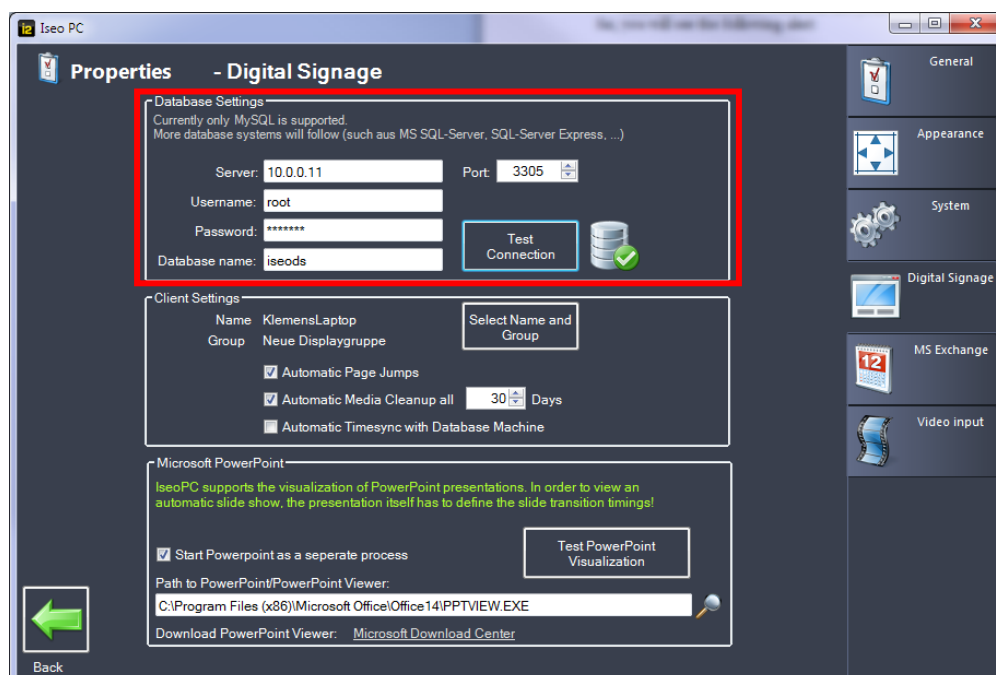 Iseo PC
Properties - Digital Signage
Database Settings
Currently only MySQL is supported.
More database systems will follow (such aus MS SQL-Server, SQL-Server Express, ...)
Server: 10.0.0.11 Port: 3305
Username: root
Password: *******
Test Connection
Database name: iseods
Client Settings
Name KlemensLaptop
Group Neue Displaygruppe
Select Name and
Group
Automatic Page Jumps
Automatic Media Cleanup all 30 Days
Automatic Timesync with Database Machine
Microsoft PowerPoint
IseoPC supports the visualization of PowerPoint presentations. In order to view an
automatic slide show, the presentation itself has to define the slide transition timings!
Start Powerpoint as a seperate process
Test PowerPoint
Visualization
Path to PowerPoint/PowerPoint Viewer:
C:\Program Files (x86)\Microsoft Office\Office14\PPTVIEW.EXE
Download PowerPoint Viewer: Microsoft Download Center
Back
General
Appearance
System
Digital Signage
MS Exchange
12
Video input